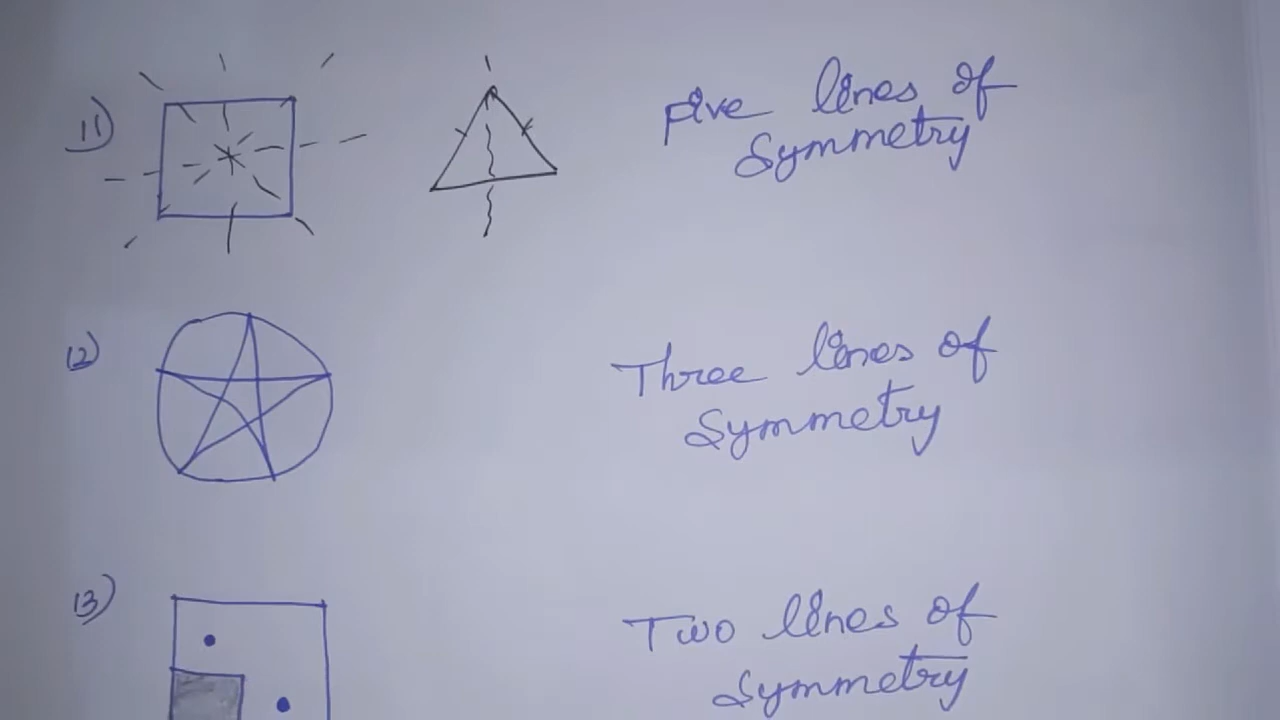 11)
Five lines of
Symmetry
12)
Three lines of
Symmetry
13)
Two lines of
Symmetry